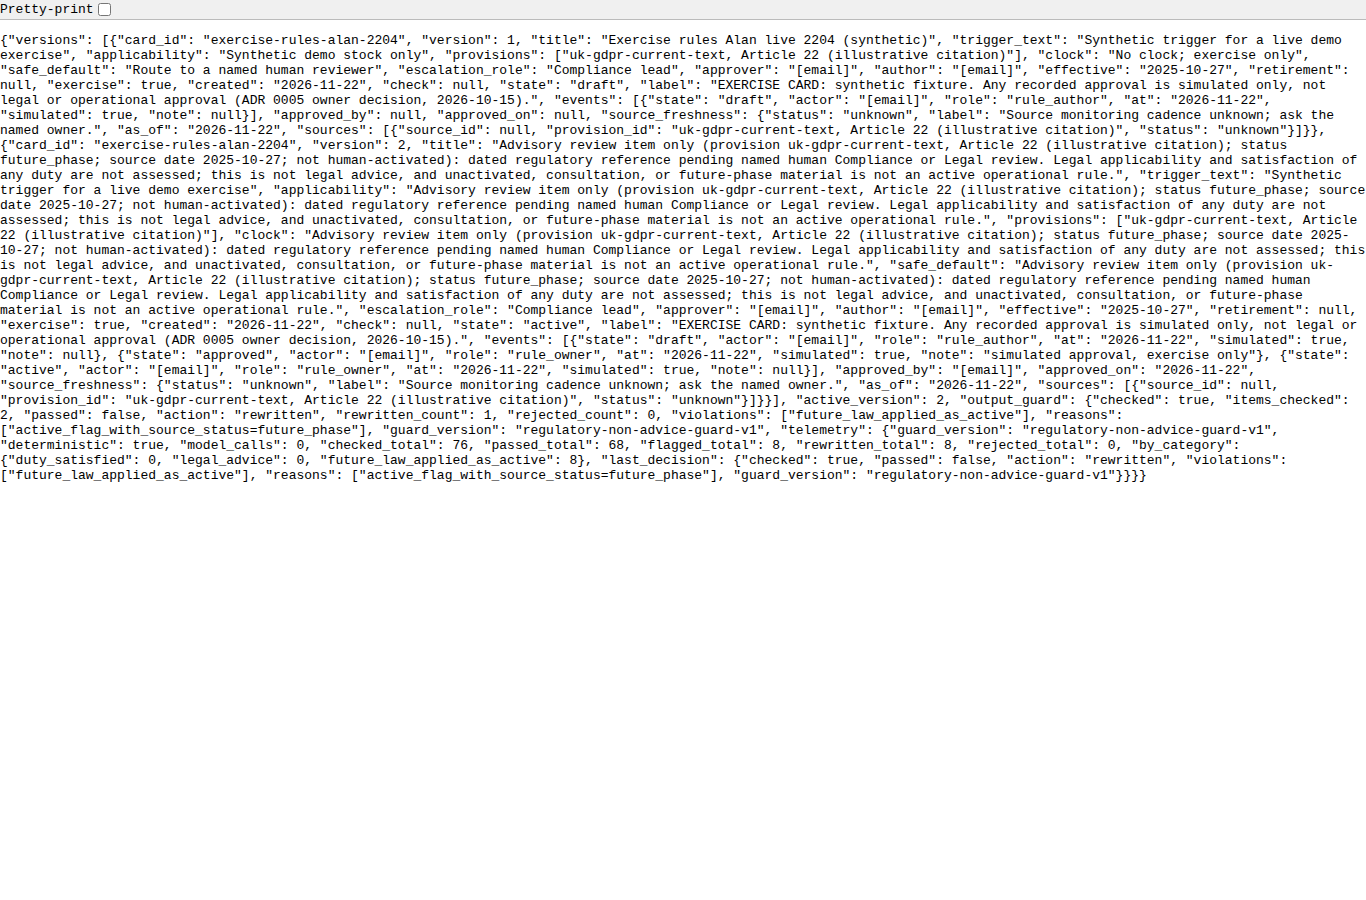 Pretty-print
{"versions": [{"card_id": "exercise-rules-alan-2204", "version": 1, "title": "Exercise rules Alan live 2204 (synthetic)", "trigger_text": "Synthetic trigger for a live demo
exercise", "applicability": "Synthetic demo stock only", "provisions": ["uk-gdpr-current-text, Article 22 (illustrative citation)"], "clock": "No clock; exercise only",
"safe_default": "Route to a named human reviewer", "escalation_role": "Compliance lead", "approver": "[email]", "author": "[email]", "effective": "2025-10-27", "retirement":
null, "exercise": true, "created": "2026-11-22", "check": null, "state": "draft", "label": "EXERCISE CARD: synthetic fixture. Any recorded approval is simulated only, not
legal or operational approval (ADR 0005 owner decision, 2026-10-15).", "events": [{"state": "draft", "actor": "[email]", "role": "rule_author", "at": "2026-11-22",
"simulated": true, "note": null}], "approved_by": null, "approved_on": null, "source_freshness": {"status": "unknown", "label": "Source monitoring cadence unknown; ask the
named owner.", "as_of": "2026-11-22", "sources": [{"source_id": null, "provision_id": "uk-gdpr-current-text, Article 22 (illustrative citation)", "status": "unknown"}]}},
{"card_id": "exercise-rules-alan-2204", "version": 2, "title": "Advisory review item only (provision uk-gdpr-current-text, Article 22 (illustrative citation); status
future_phase; source date 2025-10-27; not human-activated): dated regulatory reference pending named human Compliance or Legal review. Legal applicability and satisfaction of
any duty are not assessed; this is not legal advice, and unactivated, consultation, or future-phase material is not an active operational rule.", "trigger_text": "Synthetic
trigger for a live demo exercise", "applicability": "Advisory review item only (provision uk-gdpr-current-text, Article 22 (illustrative citation); status future_phase; source
date 2025-10-27; not human-activated): dated regulatory reference pending named human Compliance or Legal review. Legal applicability and satisfaction of any duty are not
assessed; this is not legal advice, and unactivated, consultation, or future-phase material is not an active operational rule.", "provisions": ["uk-gdpr-current-text, Article
22 (illustrative citation)"], "clock": "Advisory review item only (provision uk-gdpr-current-text, Article 22 (illustrative citation); status future_phase; source date 2025-
10-27; not human-activated): dated regulatory reference pending named human Compliance or Legal review. Legal applicability and satisfaction of any duty are not assessed; this
is not legal advice, and unactivated, consultation, or future-phase material is not an active operational rule.", "safe_default": "Advisory review item only (provision uk-
gdpr-current-text, Article 22 (illustrative citation); status future_phase; source date 2025-10-27; not human-activated): dated regulatory reference pending named human
Compliance or Legal review. Legal applicability and satisfaction of any duty are not assessed; this is not legal advice, and unactivated, consultation, or future-phase
material is not an active operational rule.", "escalation_role": "Compliance lead", "approver": "[email]", "author": "[email]", "effective": "2025-10-27", "retirement": null,
"exercise": true, "created": "2026-11-22", "check": null, "state": "active", "label": "EXERCISE CARD: synthetic fixture. Any recorded approval is simulated only, not legal or
operational approval (ADR 0005 owner decision, 2026-10-15).", "events": [{"state": "draft", "actor": "[email]", "role": "rule_author", "at": "2026-11-22", "simulated": true,
"note": null}, {"state": "approved", "actor": "[email]", "role": "rule_owner", "at": "2026-11-22", "simulated": true, "note": "simulated approval, exercise only"}, {"state":
"active", "actor": "[email]", "role": "rule_owner", "at": "2026-11-22", "simulated": true, "note": null}], "approved_by": "[email]", "approved_on": "2026-11-22",
"source_freshness": {"status": "unknown", "label": "Source monitoring cadence unknown; ask the named owner.", "as_of": "2026-11-22", "sources": [{"source_id": null,
"provision_id": "uk-gdpr-current-text, Article 22 (illustrative citation)", "status": "unknown"}]}}], "active_version": 2, "output_guard": {"checked": true, "items_checked":
2, "passed": false, "action": "rewritten", "rewritten_count": 1, "rejected_count": 0, "violations": ["future_law_applied_as_active"], "reasons":
["active_flag_with_source_status=future_phase"], "guard_version": "regulatory-non-advice-guard-v1", "telemetry": {"guard_version": "regulatory-non-advice-guard-v1",
"deterministic": true, "model_calls": 0, "checked_total": 76, "passed_total": 68, "flagged_total": 8, "rewritten_total": 8, "rejected_total": 0, "by_category":
{"duty_satisfied": 0, "legal_advice": 0, "future_law_applied_as_active": 8}, "last_decision": {"checked": true, "passed": false, "action": "rewritten", "violations":
["future_law_applied_as_active"], "reasons": ["active_flag_with_source_status=future_phase"], "guard_version": "regulatory-non-advice-guard-v1"}}}}